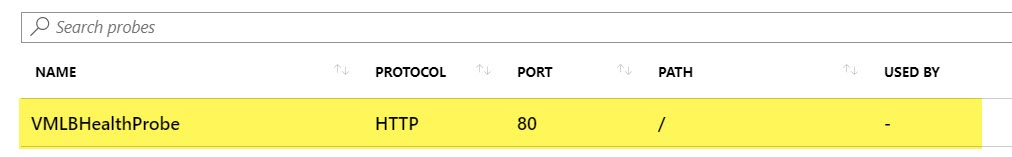 Search probes
NAME PROTOCOL PORT PATH USED BY
VMLBHealthProbe HTTP 80 / -